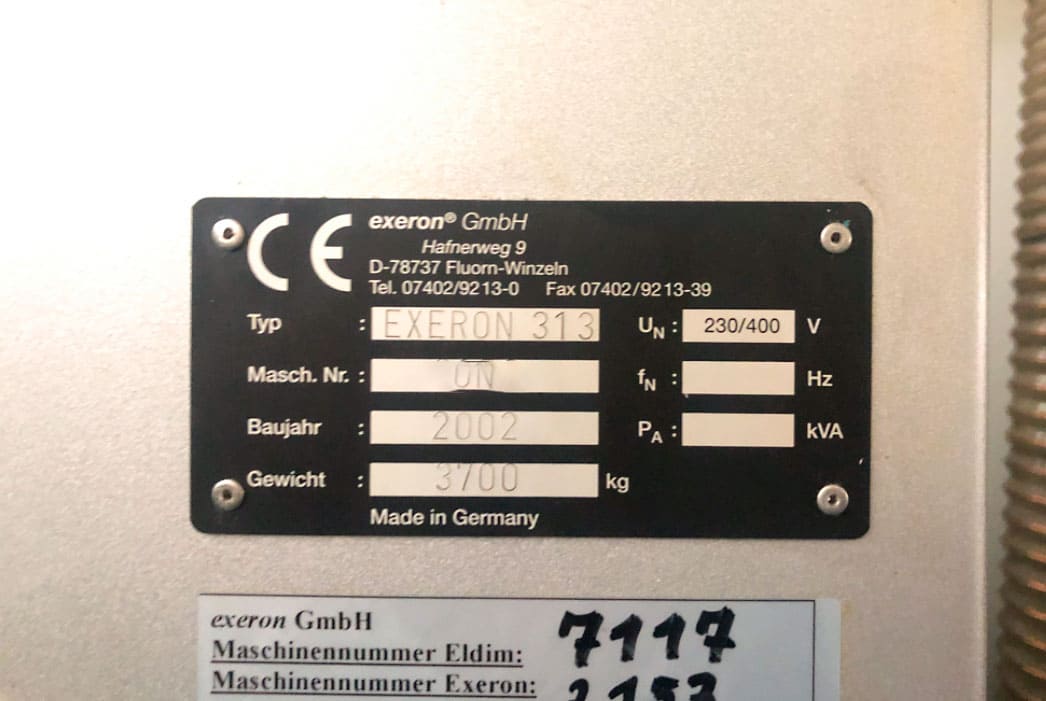 CE
exeron® GmbH
Hafnerweg 9
D-78737 Fluorn-Winzeln
Tel. 07402/9213-0 Fax 07402/9213-39
Typ : EXERON 313 UN : 230/400 V
Masch. Nr. : ON fN : Hz
Baujahr : 2002 PA : kVA
Gewicht : 3700 kg
Made in Germany
exeron GmbH
Maschinennummer Eldim: 7117
Maschinennummer Exeron: